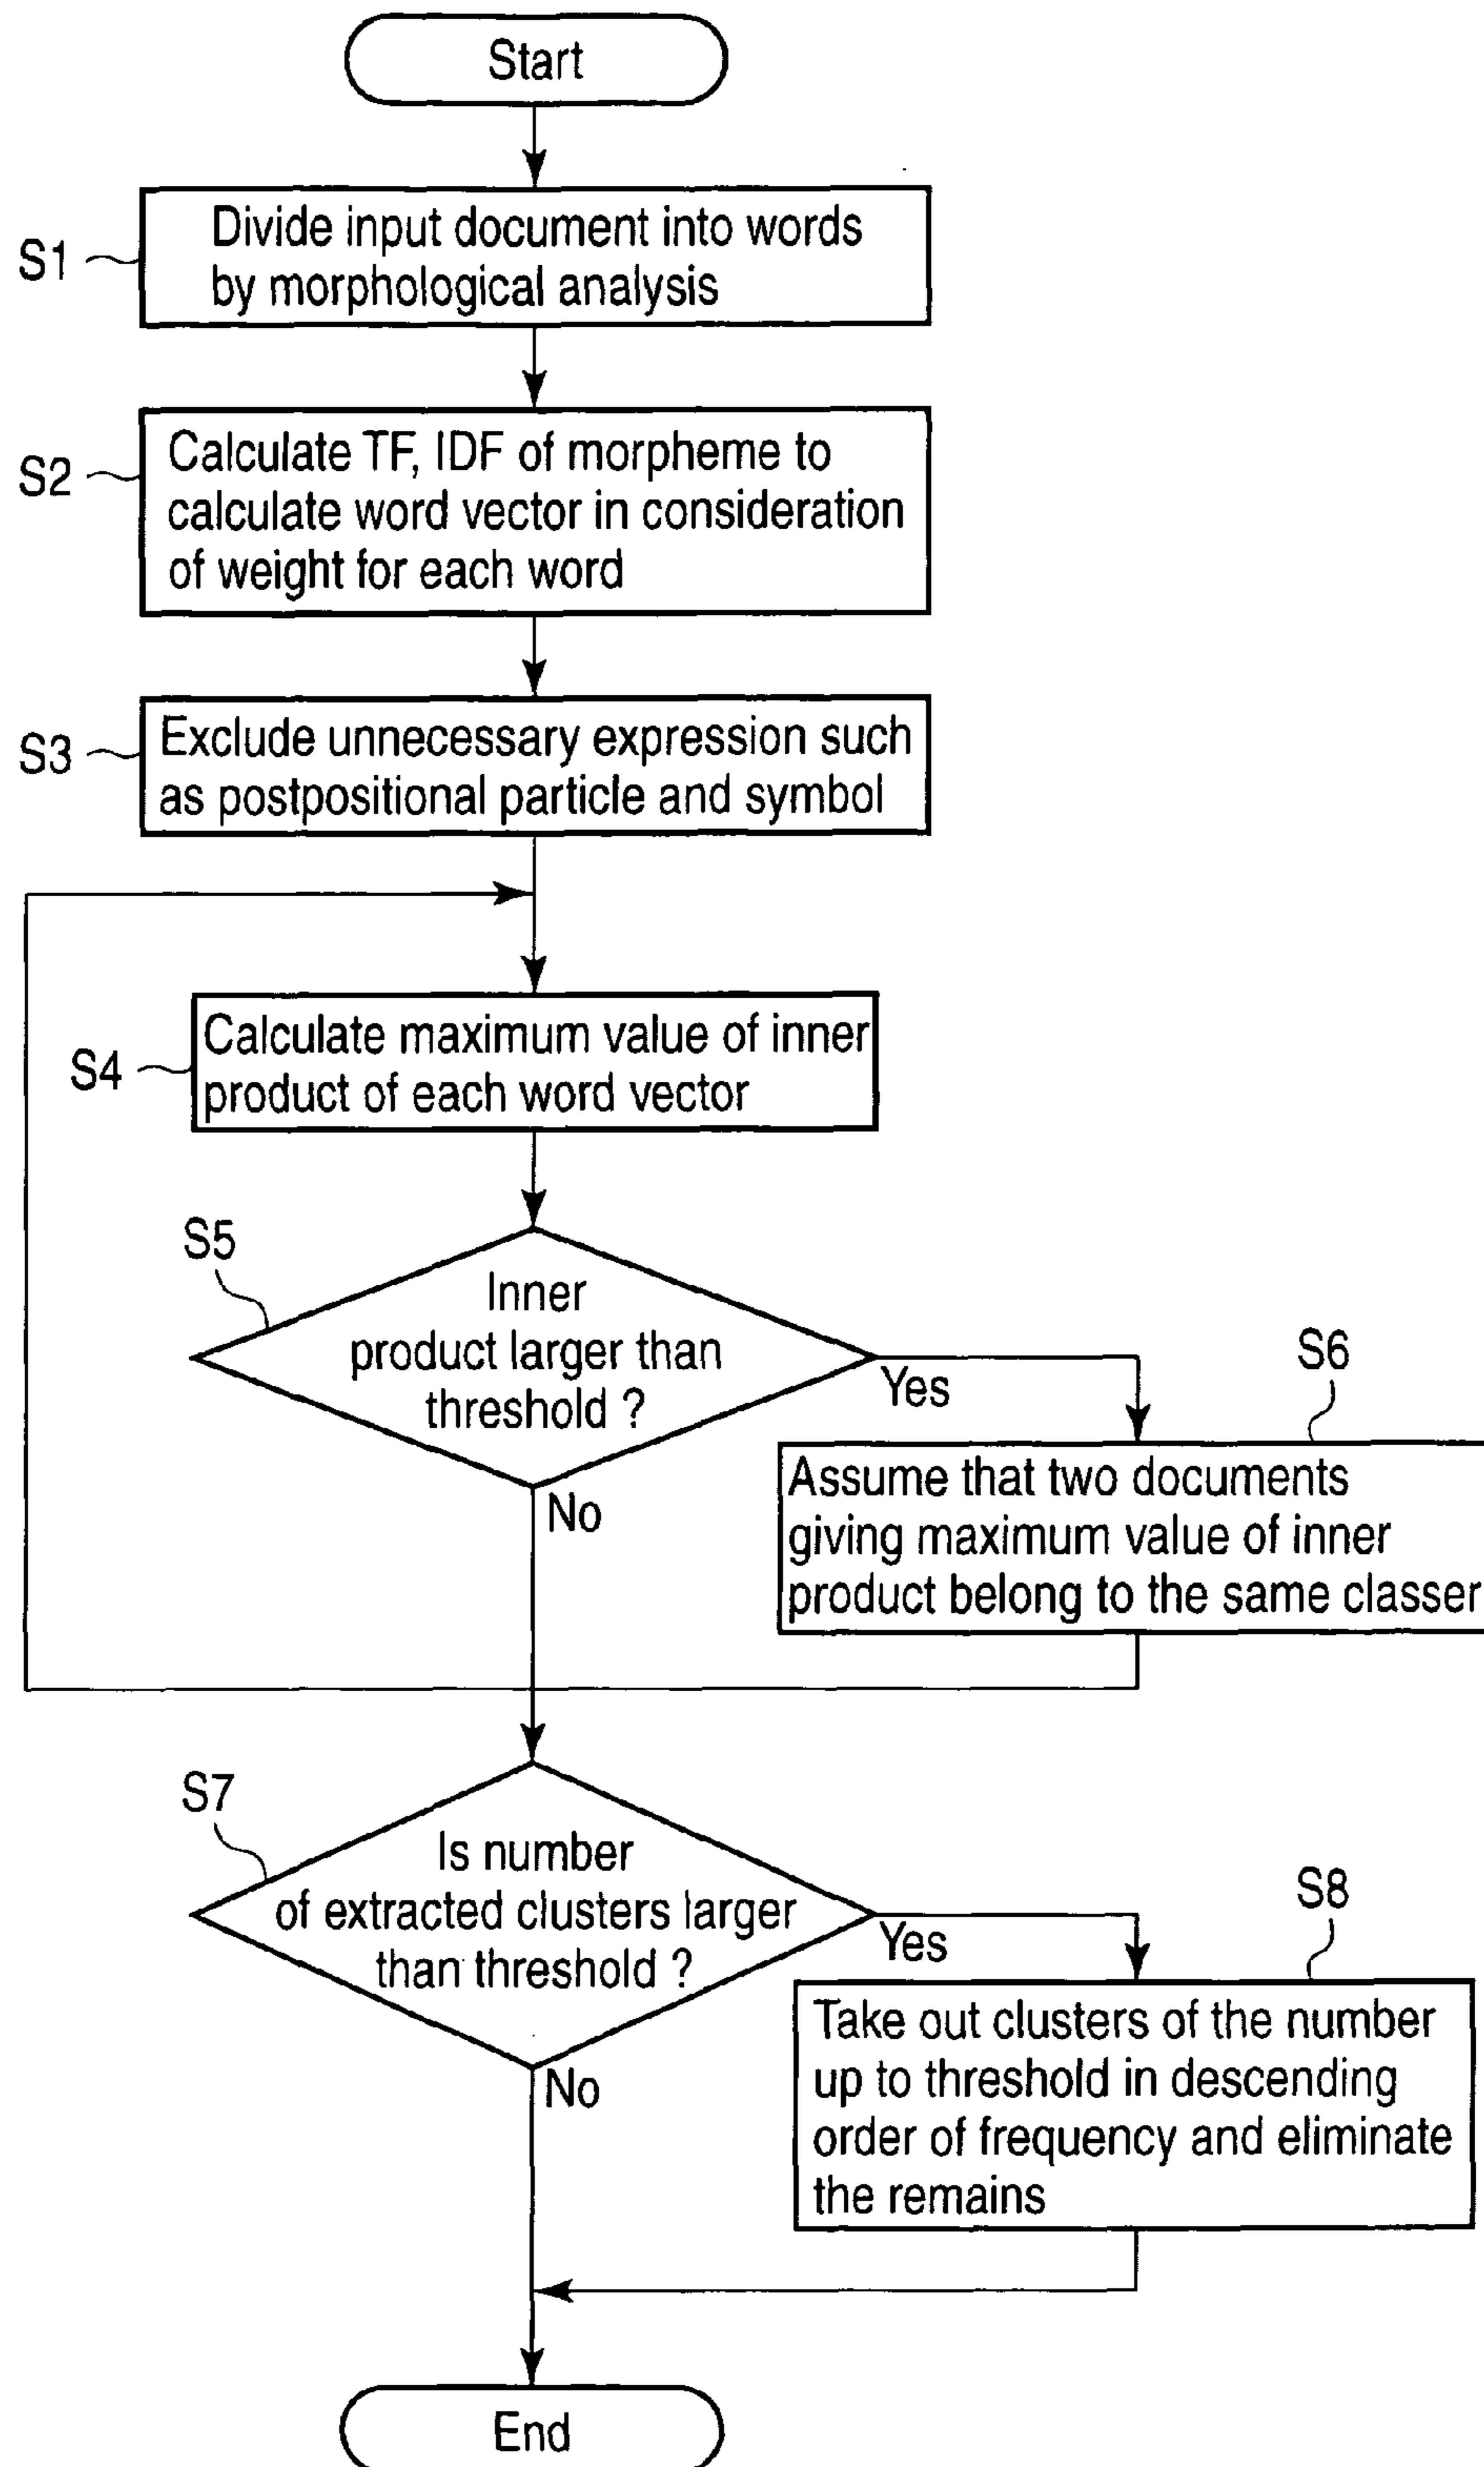 Start
S1
Divide input document into words
by morphological analysis
S2
Calculate TF, IDF of morpheme to
calculate word vector in consideration
of weight for each word
S3
Exclude unnecessary expression such
as postpositional particle and symbol
S4
Calculate maximum value of inner
product of each word vector
S5
Inner
product larger than
threshold ?
Yes
No
S6
Assume that two documents
giving maximum value of inner
product belong to the same classer
S7
Is number
of extracted clusters larger
than threshold ?
Yes
No
S8
Take out clusters of the number
up to threshold in descending
order of frequency and eliminate
the remains
End